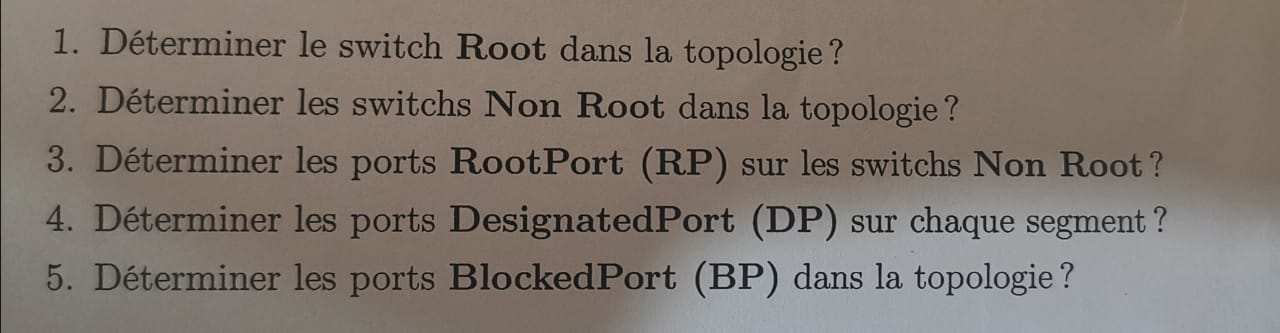 1. Déterminer le switch Root dans la topologie ?
2. Déterminer les switchs Non Root dans la topologie ?
3. Déterminer les ports RootPort (RP) sur les switchs Non Root ?
4. Déterminer les ports DesignatedPort (DP) sur chaque segment ?
5. Déterminer les ports BlockedPort (BP) dans la topologie ?